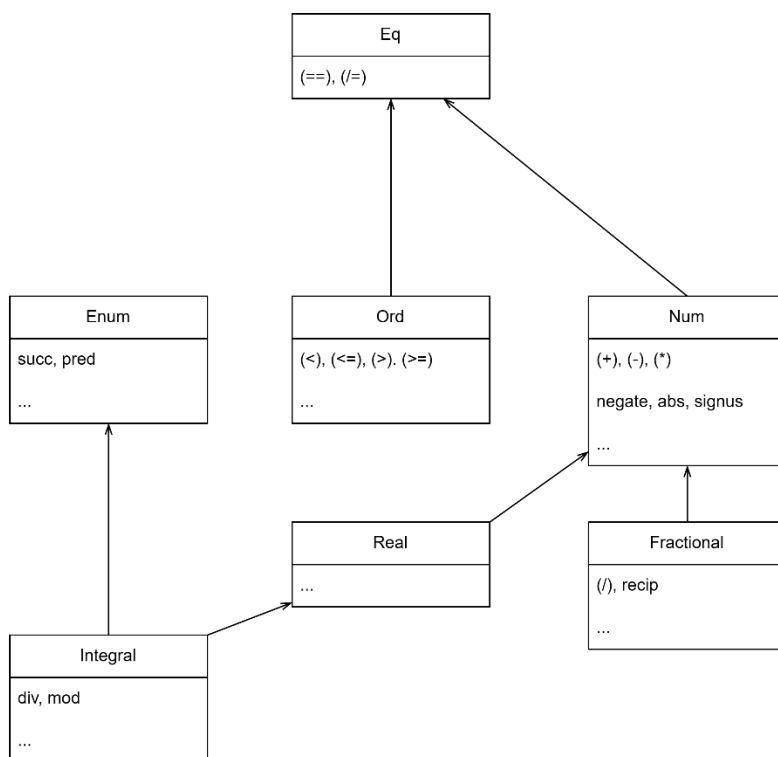 Eq
(==), (/=)
Enum
succ, pred
...
Ord
(<), (<=), (>). (>=)
...
Num
(+), (-), (*)
negate, abs, signus
...
Real
...
Fractional
(/), recip
...
Integral
div, mod
...